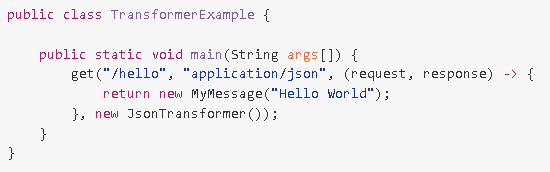 public class TransformerExample {
    public static void main(String args[]) {
        get("/hello", "application/json", (request, response) -> {
            return new MyMessage("Hello World");
        }, new JsonTransformer());
    }
}